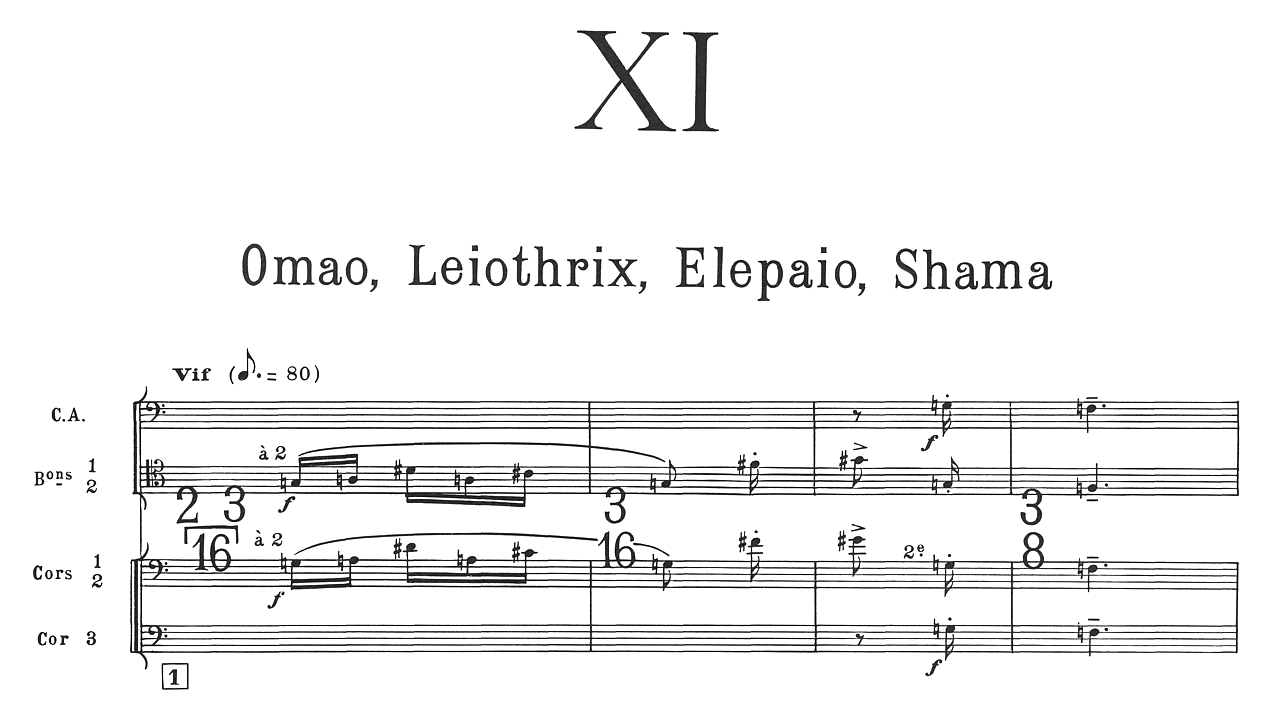 XI
Omao, Leiothrix, Elepaio, Shama
Vif (♪. = 80)
C.A.
à 2
Bons 1
2
f
2 3
16
3
16
3
8
à 2
2e
Cors 1
2
f
f
Cor 3
f
1